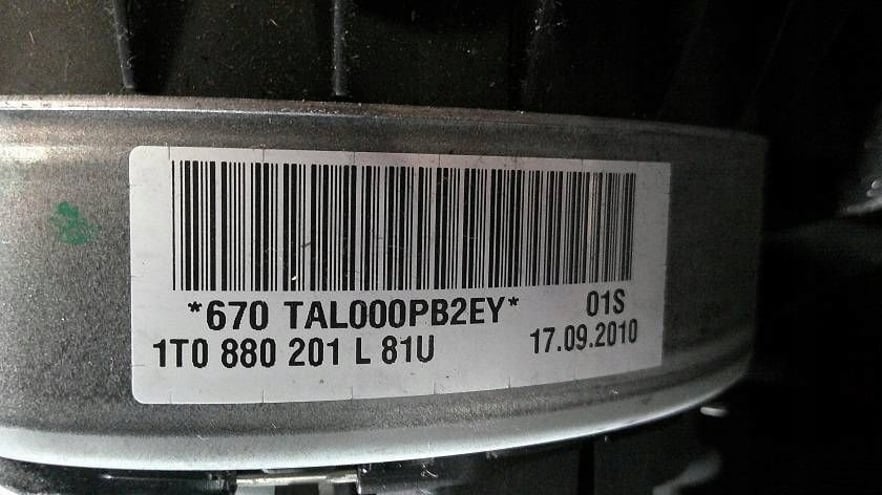 *670 TAL000PB2EY* 01S
1T0 880 201 L 81U 17.09.2010